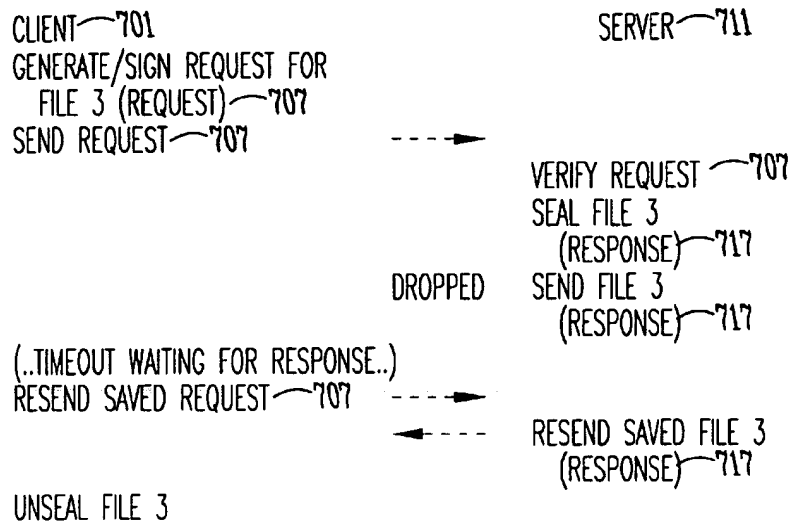 CLIENT 701 SERVER 711
GENERATE/SIGN REQUEST FOR
FILE 3 (REQUEST) 707
SEND REQUEST 707
VERIFY REQUEST 707
SEAL FILE 3
(RESPONSE) 717
DROPPED SEND FILE 3
(RESPONSE) 717
(..TIMEOUT WAITING FOR RESPONSE..)
RESEND SAVED REQUEST 707
RESEND SAVED FILE 3
(RESPONSE) 717
UNSEAL FILE 3